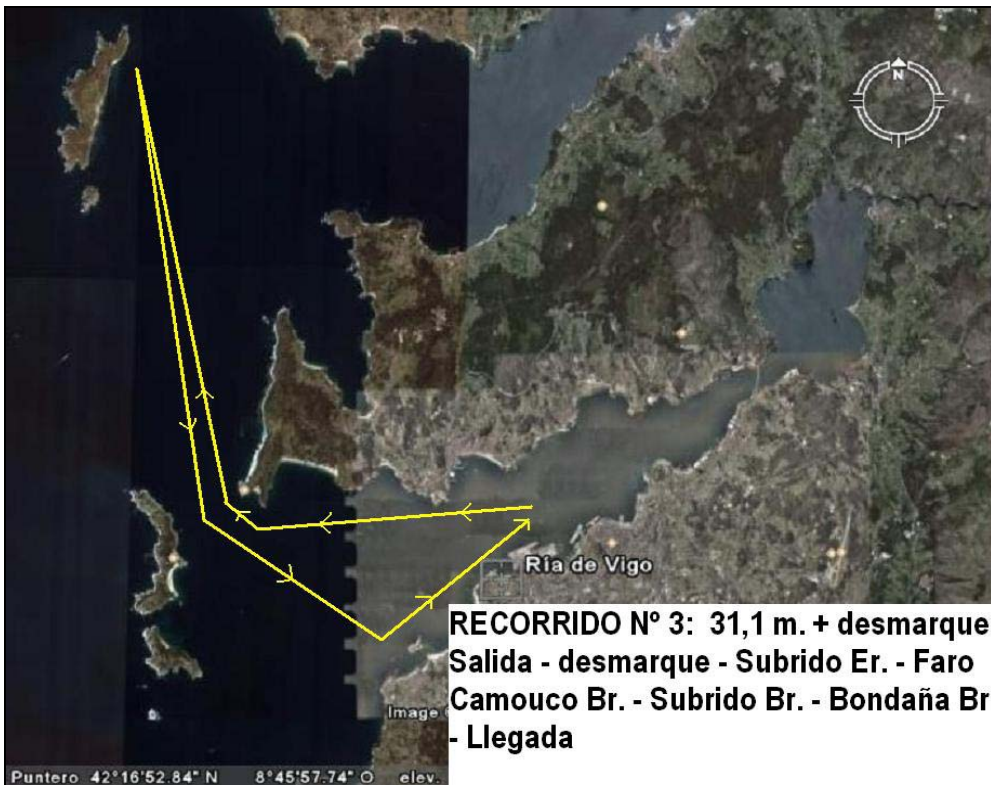 N
Ría de Vigo
RECORRIDO Nº 3: 31,1 m. + desmarque
Salida - desmarque - Subrido Er. - Faro
Camouco Br. - Subrido Br. - Bondaña Br
- Llegada
Image
Puntero 42°16'52.84" N 8°45'57.74" O elev.